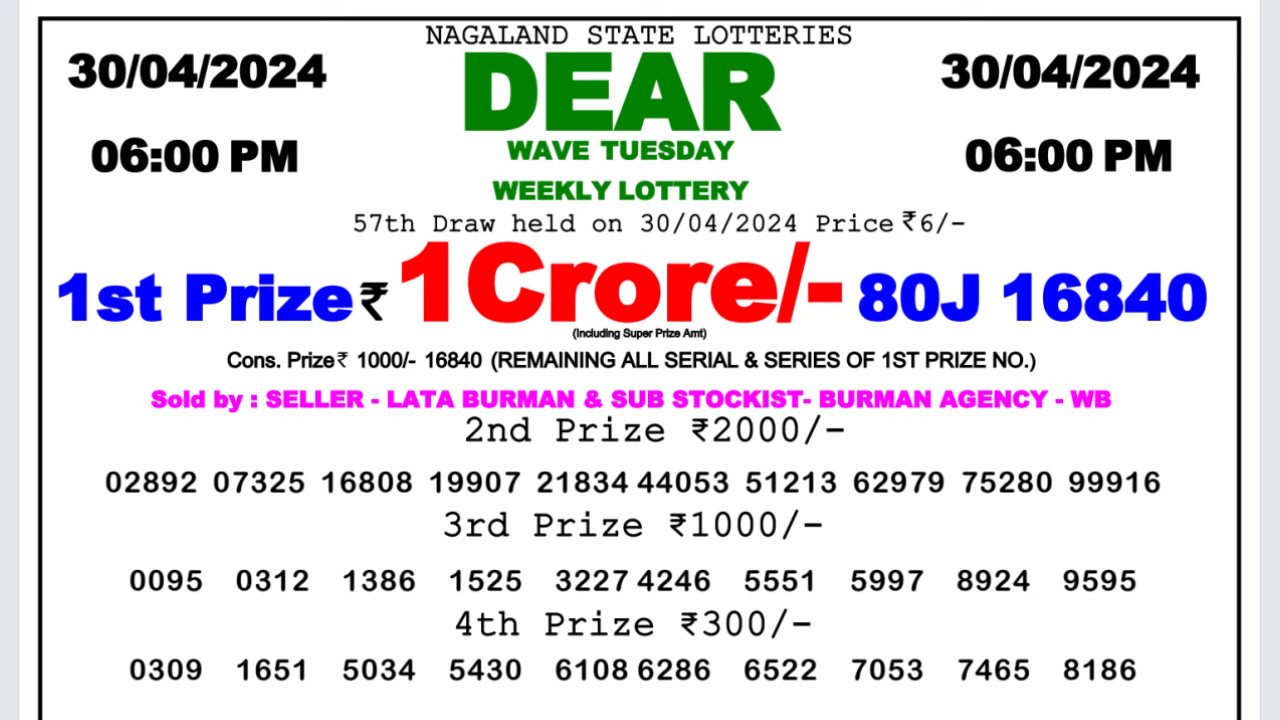 NAGALAND STATE LOTTERIES
30/04/2024 DEAR 30/04/2024
06:00 PM WAVE TUESDAY 06:00 PM
WEEKLY LOTTERY
57th Draw held on 30/04/2024 Price ₹6/-
1st Prize ₹ 1Crore/- 80J 16840
(Including Super Prize Amt)
Cons. Prize ₹ 1000/- 16840 (REMAINING ALL SERIAL & SERIES OF 1ST PRIZE NO.)
Sold by : SELLER - LATA BURMAN & SUB STOCKIST- BURMAN AGENCY - WB
2nd Prize ₹2000/-
02892 07325 16808 19907 21834 44053 51213 62979 75280 99916
3rd Prize ₹1000/-
0095 0312 1386 1525 3227 4246 5551 5997 8924 9595
4th Prize ₹300/-
0309 1651 5034 5430 6108 6286 6522 7053 7465 8186